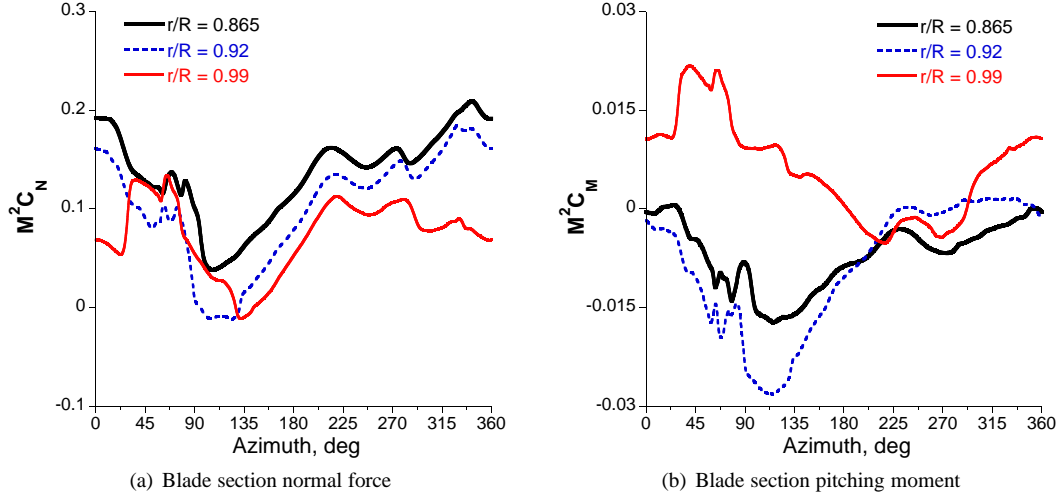 0.3
0.2
0.1
0
-0.1
M²C_N
r/R = 0.865
r/R = 0.92
r/R = 0.99
0 45 90 135 180 225 270 315 360
Azimuth, deg
(a) Blade section normal force
0.03
0.015
0
-0.015
-0.03
M²C_M
r/R = 0.865
r/R = 0.92
r/R = 0.99
0 45 90 135 180 225 270 315 360
Azimuth, deg
(b) Blade section pitching moment